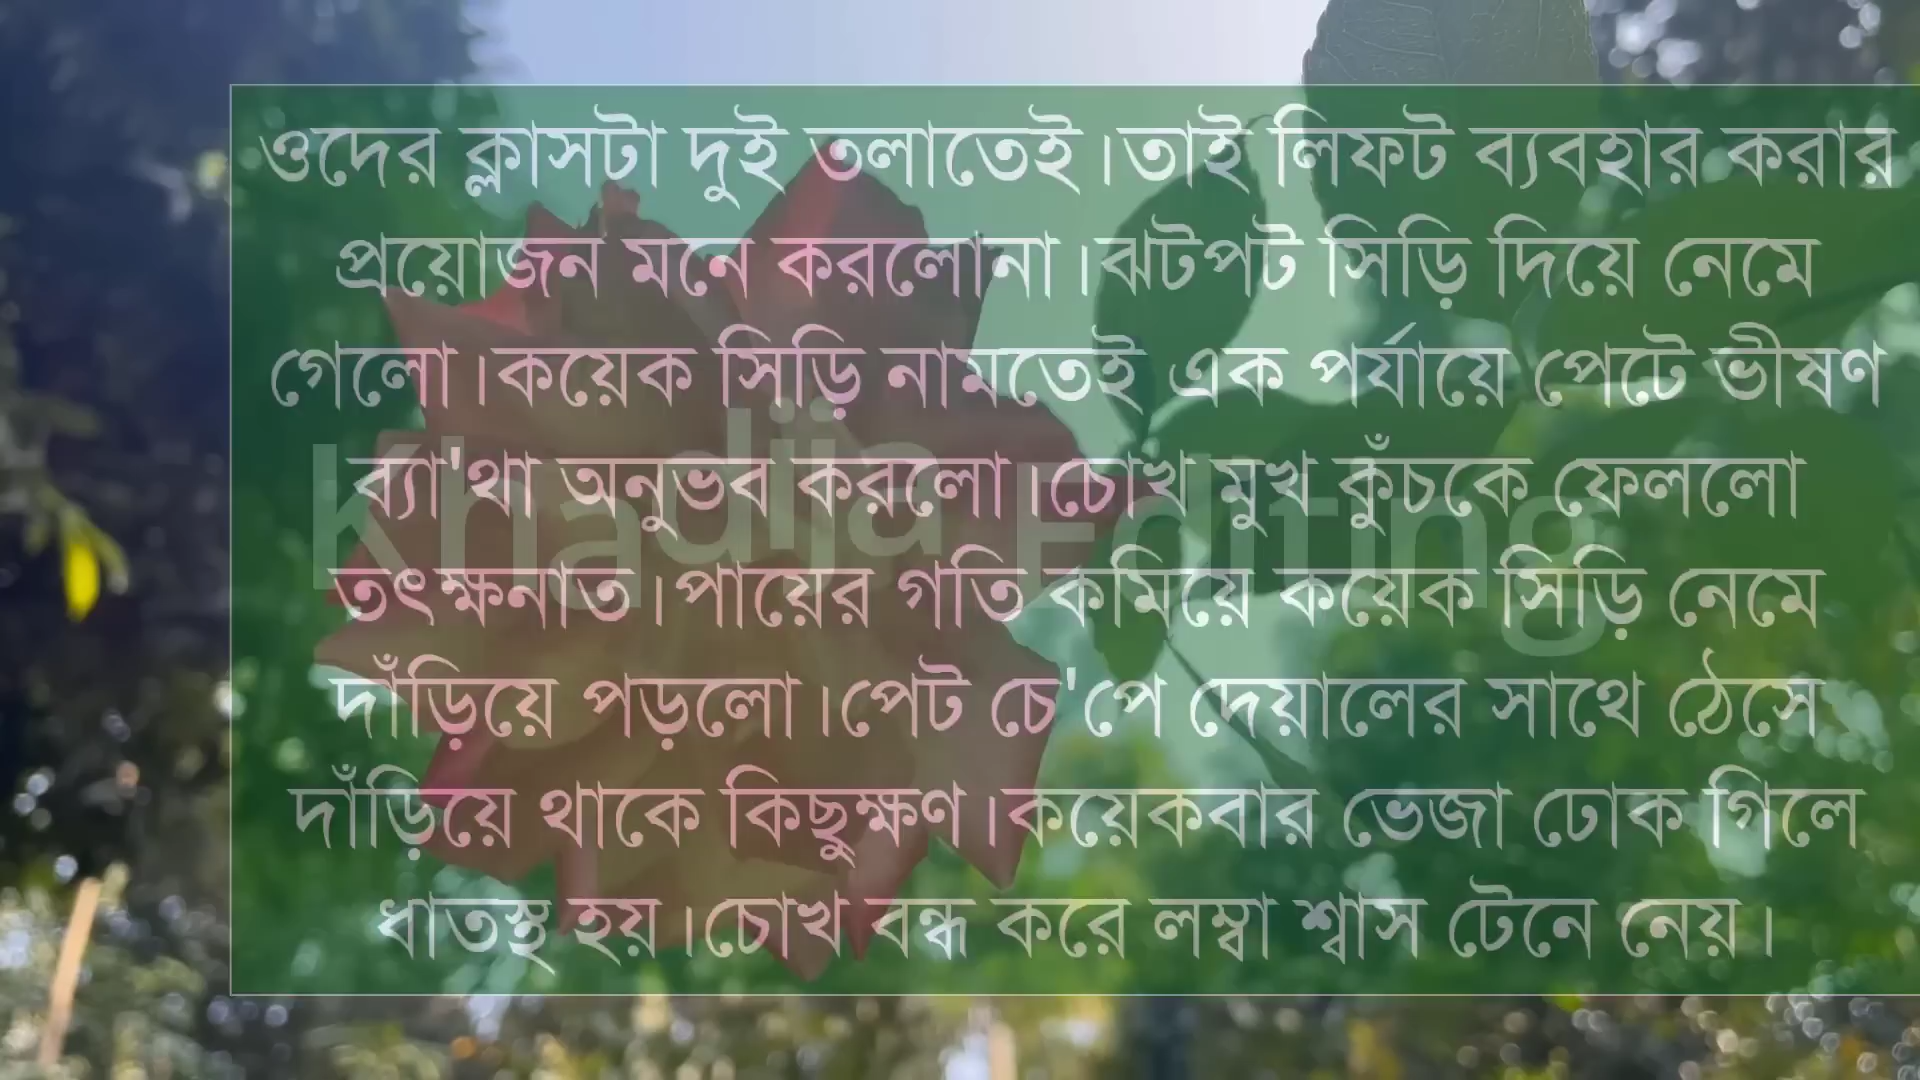 ওদের ক্লাসটা দুই তলাতেই।তাই লিফট ব্যবহার করার
প্রয়োজন মনে করলোনা।ঝটপট সিড়ি দিয়ে নেমে
গেলো।কয়েক সিড়ি নামতেই এক পর্যায়ে পেটে ভীষণ
ব্যা'থা অনুভব করলো।চোখ মুখ কুঁচকে ফেললো
তৎক্ষনাত।পায়ের গতি কমিয়ে কয়েক সিড়ি নেমে
দাঁড়িয়ে পড়লো।পেট চে'পে দেয়ালের সাথে ঠেসে
দাঁড়িয়ে থাকে কিছুক্ষণ।কয়েকবার ভেজা ঢোক গিলে
ধাতস্থ হয়।চোখ বন্ধ করে লম্বা শ্বাস টেনে নেয়।
Khadija Editing